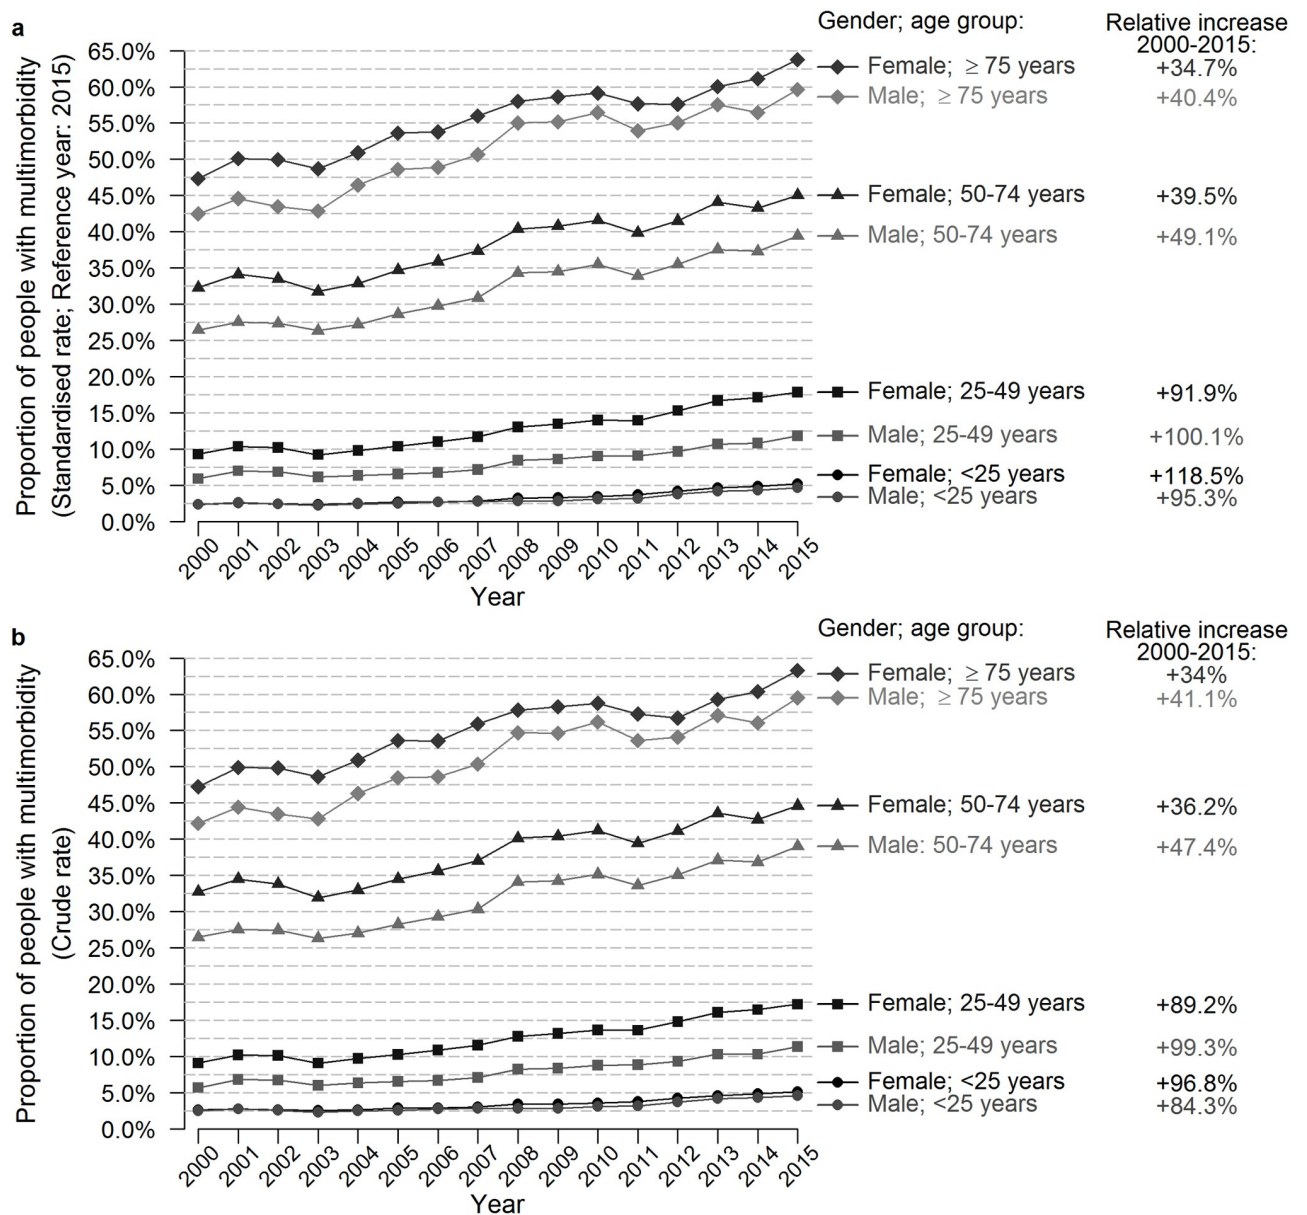 a
Gender; age group:
Relative increase
2000-2015:
Proportion of people with multimorbidity
(Standardised rate; Reference year: 2015)
65.0%
60.0%
55.0%
50.0%
45.0%
40.0%
35.0%
30.0%
25.0%
20.0%
15.0%
10.0%
5.0%
0.0%
Female; ≥ 75 years +34.7%
Male; ≥ 75 years +40.4%
Female; 50-74 years +39.5%
Male; 50-74 years +49.1%
Female; 25-49 years +91.9%
Male; 25-49 years +100.1%
Female; <25 years +118.5%
Male; <25 years +95.3%
2000 2001 2002 2003 2004 2005 2006 2007 2008 2009 2010 2011 2012 2013 2014 2015
Year
b
Gender; age group:
Relative increase
2000-2015:
Proportion of people with multimorbidity
(Crude rate)
65.0%
60.0%
55.0%
50.0%
45.0%
40.0%
35.0%
30.0%
25.0%
20.0%
15.0%
10.0%
5.0%
0.0%
Female; ≥ 75 years +34%
Male; ≥ 75 years +41.1%
Female; 50-74 years +36.2%
Male: 50-74 years +47.4%
Female; 25-49 years +89.2%
Male; 25-49 years +99.3%
Female; <25 years +96.8%
Male; <25 years +84.3%
2000 2001 2002 2003 2004 2005 2006 2007 2008 2009 2010 2011 2012 2013 2014 2015
Year